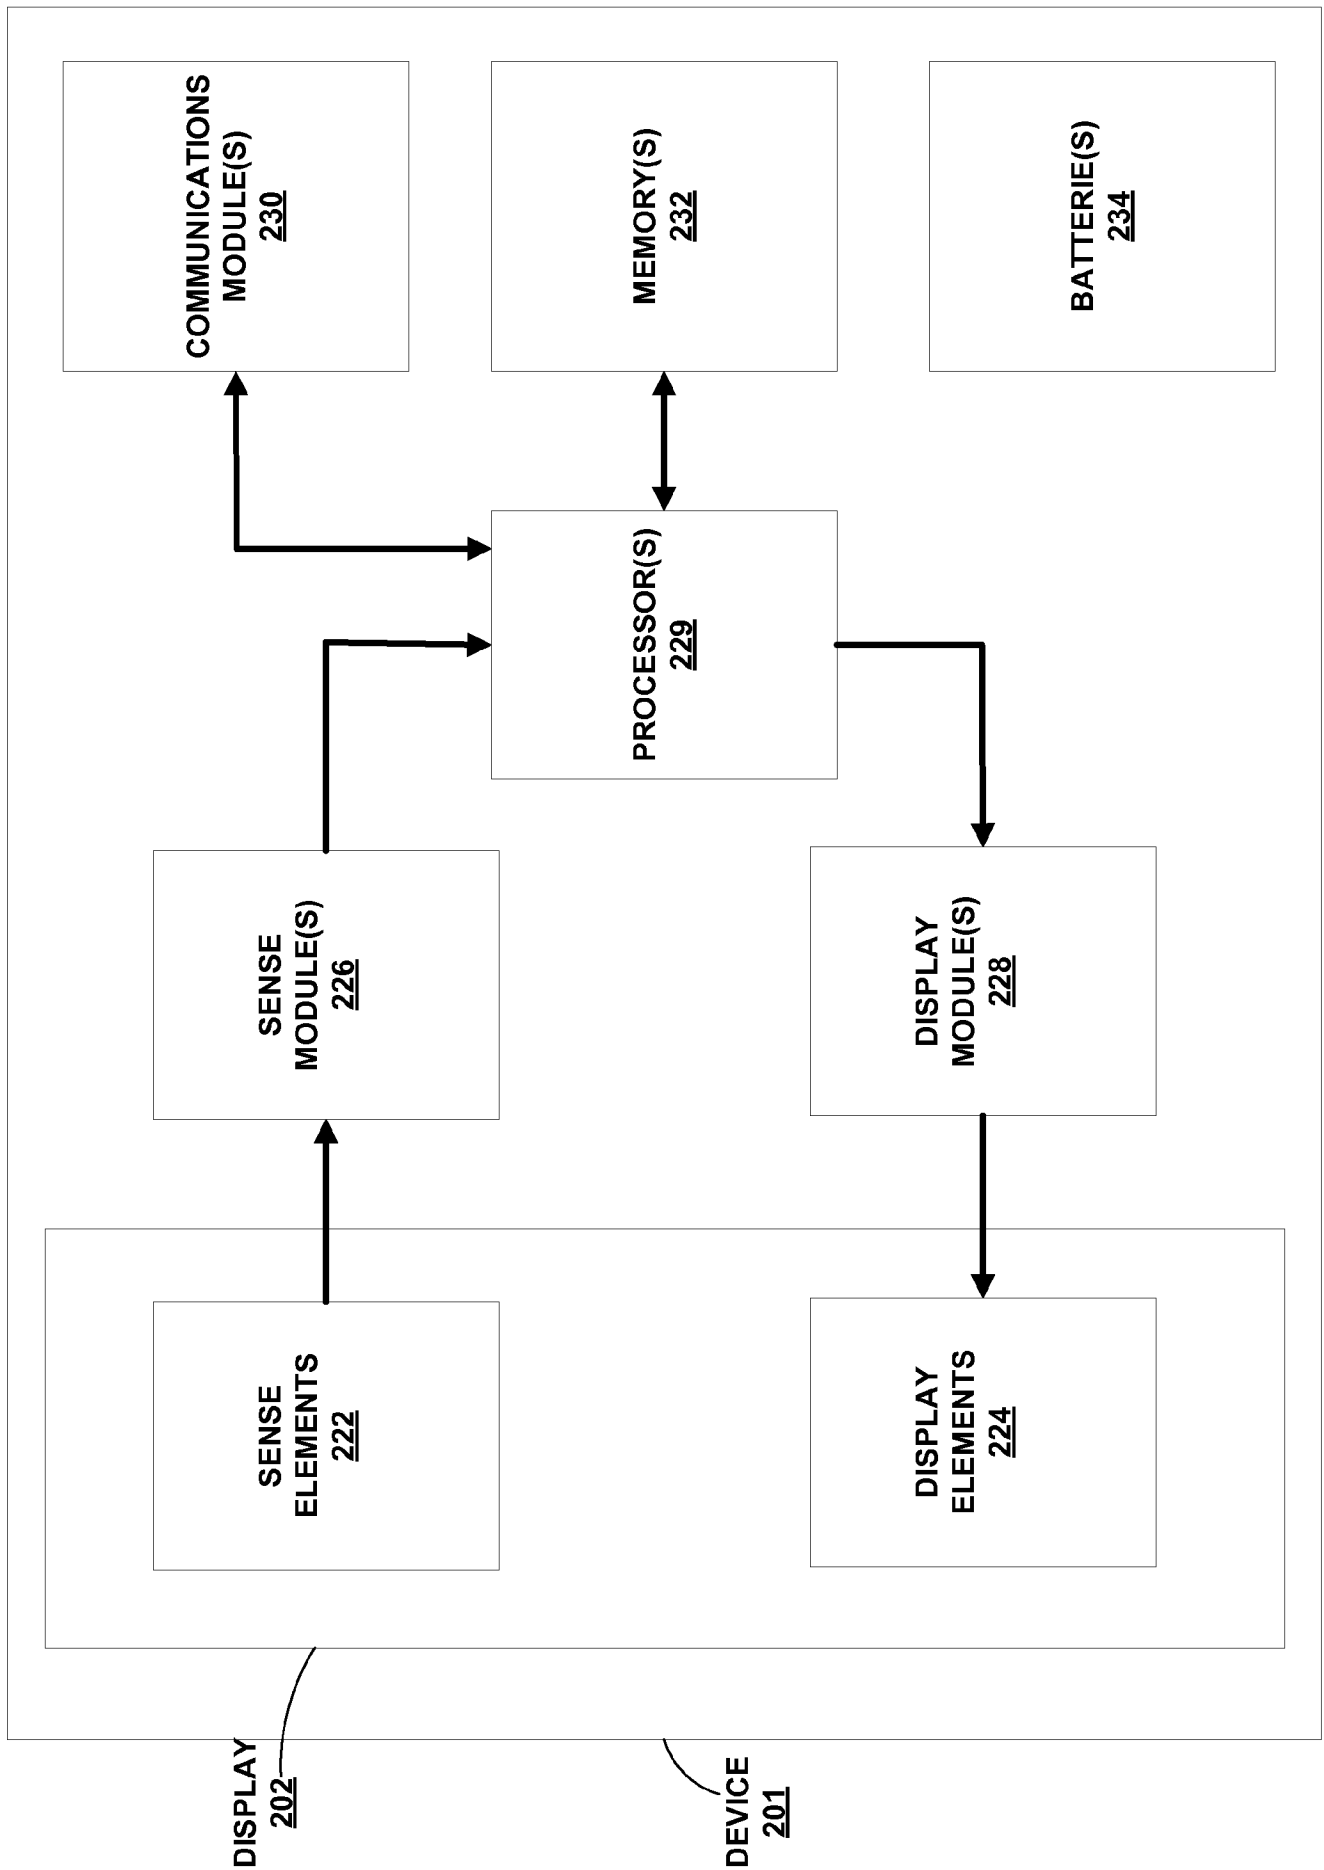 DISPLAY
202
DEVICE
201
SENSE
ELEMENTS
222
SENSE
MODULE(S)
226
COMMUNICATIONS
MODULE(S)
230
PROCESSOR(S)
229
MEMORY(S)
232
DISPLAY
ELEMENTS
224
DISPLAY
MODULE(S)
228
BATTERIE(S)
234